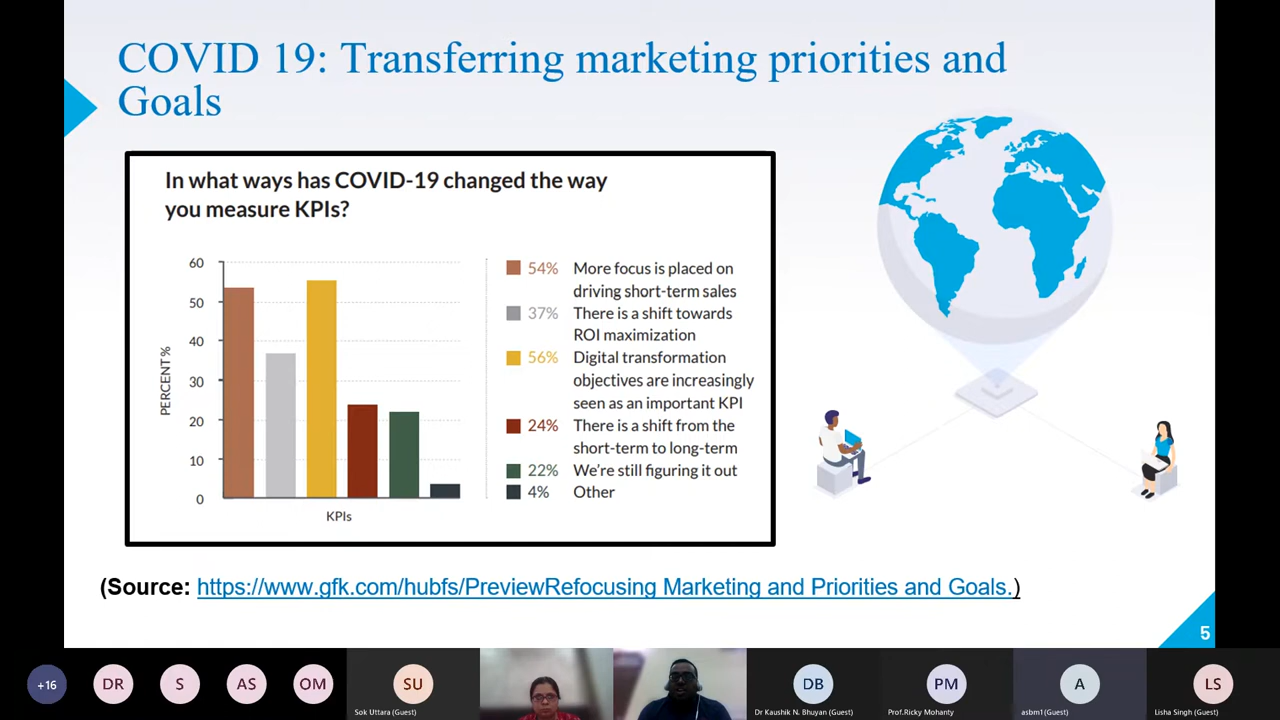 COVID 19: Transferring marketing priorities and
Goals
In what ways has COVID-19 changed the way
you measure KPIs?
60
50
40
30
20
10
0
PERCENT %
KPIs
54% More focus is placed on
driving short-term sales
37% There is a shift towards
ROI maximization
56% Digital transformation
objectives are increasingly
seen as an important KPI
24% There is a shift from the
short-term to long-term
22% We're still figuring it out
4% Other
(Source: https://www.gfk.com/hubfs/PreviewRefocusing Marketing and Priorities and Goals.)
5
+16
DR
S
AS
OM
SU
Sok Uttara (Guest)
DB
Dr Kaushik N. Bhuyan (Guest)
PM
Prof.Ricky Mohanty
A
asbm1(Guest)
LS
Lisha Singh (Guest)